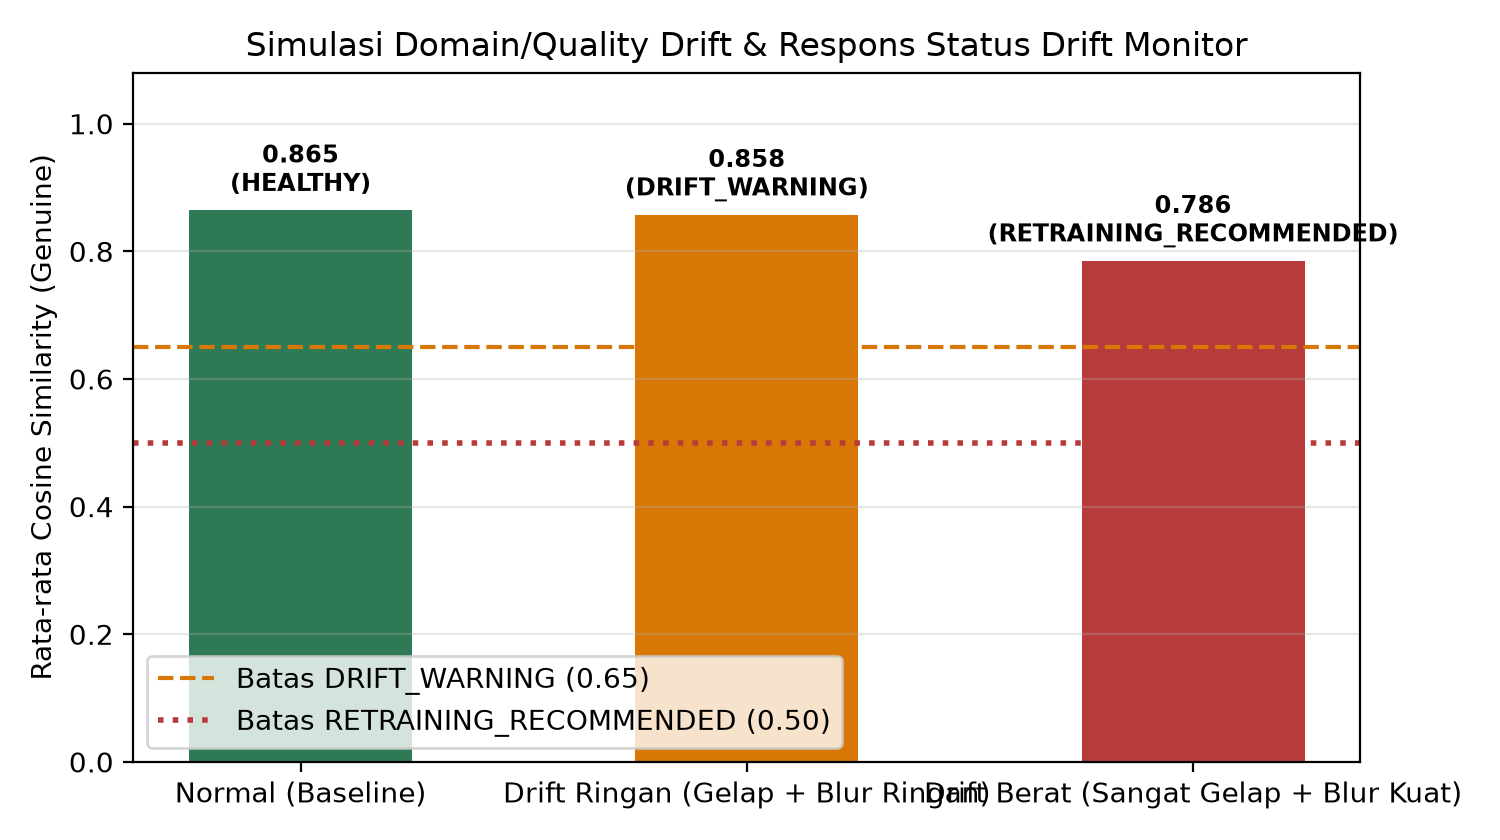 Simulasi Domain/Quality Drift & Respons Status Drift Monitor
Rata-rata Cosine Similarity (Genuine)
1.0
0.8
0.6
0.4
0.2
0.0
0.865
(HEALTHY)
0.858
(DRIFT_WARNING)
0.786
(RETRAINING_RECOMMENDED)
Batas DRIFT_WARNING (0.65)
Batas RETRAINING_RECOMMENDED (0.50)
Normal (Baseline)
Drift Ringan (Gelap + Blur Ringan)
Drift Berat (Sangat Gelap + Blur Kuat)